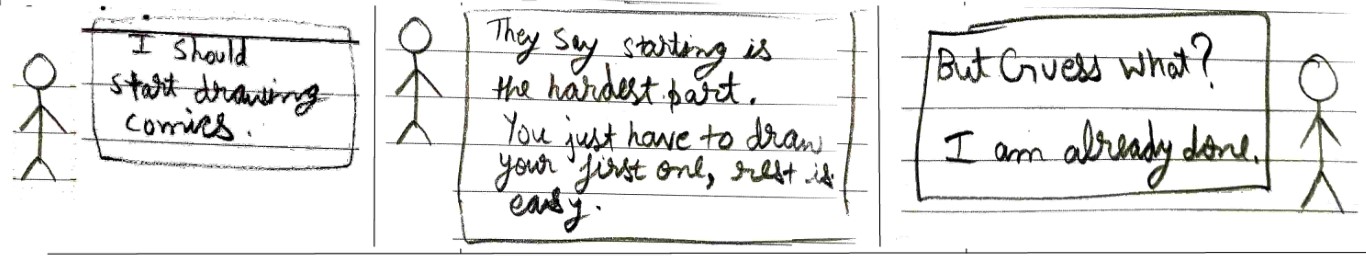 I should
start drawing
comics.
They say starting is
the hardest part.
You just have to draw
your first one, rest is
easy.
But Guess what?
I am already done.